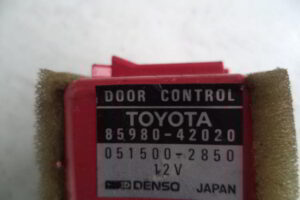 DOOR CONTROL
TOYOTA
85980-42020
051500-2850
12V
DENSO JAPAN